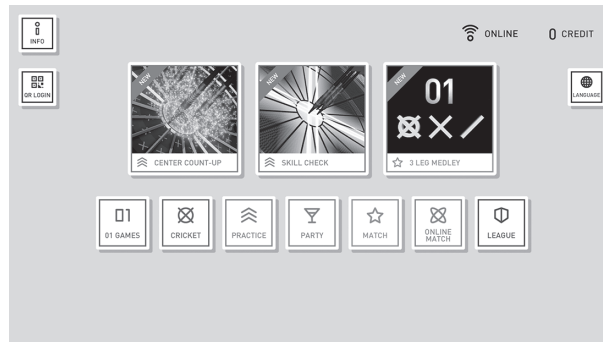 INFO
ONLINE
0 CREDIT
QR LOGIN
LANGUAGE
NEW
NEW
NEW
01
CENTER COUNT-UP
SKILL CHECK
3 LEG MEDLEY
01
01 GAMES
CRICKET
PRACTICE
PARTY
MATCH
ONLINE
MATCH
LEAGUE